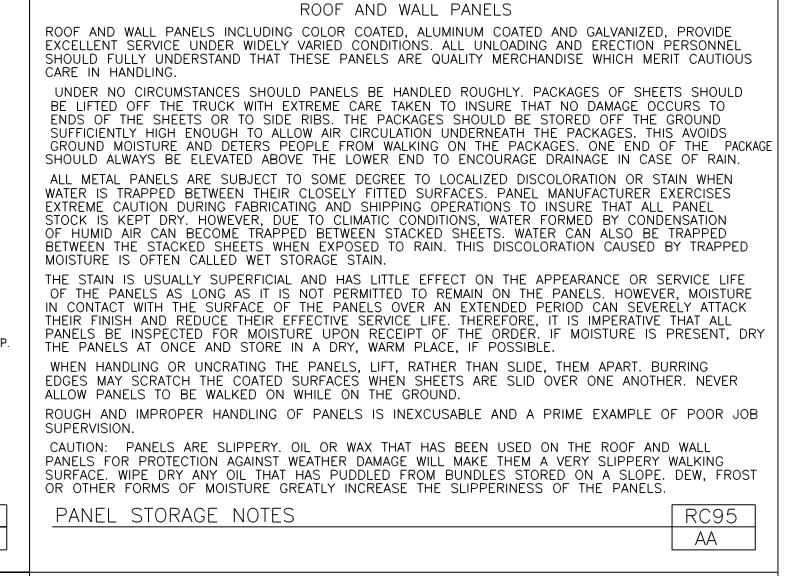 ROOF AND WALL PANELS
ROOF AND WALL PANELS INCLUDING COLOR COATED, ALUMINUM COATED AND GALVANIZED, PROVIDE
EXCELLENT SERVICE UNDER WIDELY VARIED CONDITIONS. ALL UNLOADING AND ERECTION PERSONNEL
SHOULD FULLY UNDERSTAND THAT THESE PANELS ARE QUALITY MERCHANDISE WHICH MERIT CAUTIOUS
CARE IN HANDLING.
UNDER NO CIRCUMSTANCES SHOULD PANELS BE HANDLED ROUGHLY. PACKAGES OF SHEETS SHOULD
BE LIFTED OFF THE TRUCK WITH EXTREME CARE TAKEN TO INSURE THAT NO DAMAGE OCCURS TO
ENDS OF THE SHEETS OR TO SIDE RIBS. THE PACKAGES SHOULD BE STORED OFF THE GROUND
SUFFICIENTLY HIGH ENOUGH TO ALLOW AIR CIRCULATION UNDERNEATH THE PACKAGES. THIS AVOIDS
GROUND MOISTURE AND DETERS PEOPLE FROM WALKING ON THE PACKAGES. ONE END OF THE PACKAGE
SHOULD ALWAYS BE ELEVATED ABOVE THE LOWER END TO ENCOURAGE DRAINAGE IN CASE OF RAIN.
ALL METAL PANELS ARE SUBJECT TO SOME DEGREE TO LOCALIZED DISCOLORATION OR STAIN WHEN
WATER IS TRAPPED BETWEEN THEIR CLOSELY FITTED SURFACES. PANEL MANUFACTURER EXERCISES
EXTREME CAUTION DURING FABRICATING AND SHIPPING OPERATIONS TO INSURE THAT ALL PANEL
STOCK IS KEPT DRY. HOWEVER, DUE TO CLIMATIC CONDITIONS, WATER FORMED BY CONDENSATION
OF HUMID AIR CAN BECOME TRAPPED BETWEEN STACKED SHEETS. WATER CAN ALSO BE TRAPPED
BETWEEN THE STACKED SHEETS WHEN EXPOSED TO RAIN. THIS DISCOLORATION CAUSED BY TRAPPED
MOISTURE IS OFTEN CALLED WET STORAGE STAIN.
THE STAIN IS USUALLY SUPERFICIAL AND HAS LITTLE EFFECT ON THE APPEARANCE OR SERVICE LIFE
OF THE PANELS AS LONG AS IT IS NOT PERMITTED TO REMAIN ON THE PANELS. HOWEVER, MOISTURE
IN CONTACT WITH THE SURFACE OF THE PANELS OVER AN EXTENDED PERIOD CAN SEVERELY ATTACK
THEIR FINISH AND REDUCE THEIR EFFECTIVE SERVICE LIFE. THEREFORE, IT IS IMPERATIVE THAT ALL
PANELS BE INSPECTED FOR MOISTURE UPON RECEIPT OF THE ORDER. IF MOISTURE IS PRESENT, DRY
P.
THE PANELS AT ONCE AND STORE IN A DRY, WARM PLACE, IF POSSIBLE.
WHEN HANDLING OR UNCRATING THE PANELS, LIFT, RATHER THAN SLIDE, THEM APART. BURRING
EDGES MAY SCRATCH THE COATED SURFACES WHEN SHEETS ARE SLID OVER ONE ANOTHER. NEVER
ALLOW PANELS TO BE WALKED ON WHILE ON THE GROUND.
ROUGH AND IMPROPER HANDLING OF PANELS IS INEXCUSABLE AND A PRIME EXAMPLE OF POOR JOB
SUPERVISION.
CAUTION: PANELS ARE SLIPPERY. OIL OR WAX THAT HAS BEEN USED ON THE ROOF AND WALL
PANELS FOR PROTECTION AGAINST WEATHER DAMAGE WILL MAKE THEM A VERY SLIPPERY WALKING
SURFACE. WIPE DRY ANY OIL THAT HAS PUDDLED FROM BUNDLES STORED ON A SLOPE. DEW, FROST
OR OTHER FORMS OF MOISTURE GREATLY INCREASE THE SLIPPERINESS OF THE PANELS.
PANEL STORAGE NOTES
RC95
AA